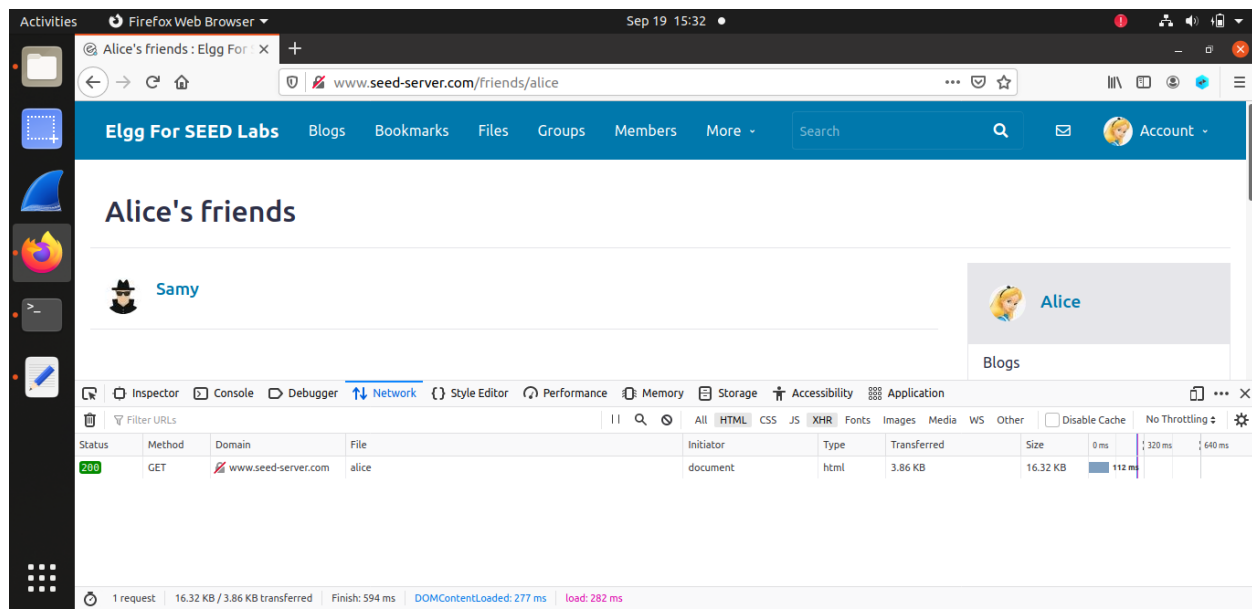 Activities Firefox Web Browser Sep 19 15:32
Alice's friends : Elgg For
www.seed-server.com/friends/alice
Elgg For SEED Labs Blogs Bookmarks Files Groups Members More Search Account
Alice's friends
Samy
Alice
Blogs
Inspector Console Debugger Network Style Editor Performance Memory Storage Accessibility Application
Filter URLs All HTML CSS JS XHR Fonts Images Media WS Other Disable Cache No Throttling
Status Method Domain File Initiator Type Transferred Size 0 ms 320 ms 640 ms
200 GET www.seed-server.com alice document html 3.86 KB 16.32 KB 112 ms
1 request 16.32 KB / 3.86 KB transferred Finish: 594 ms DOMContentLoaded: 277 ms load: 282 ms